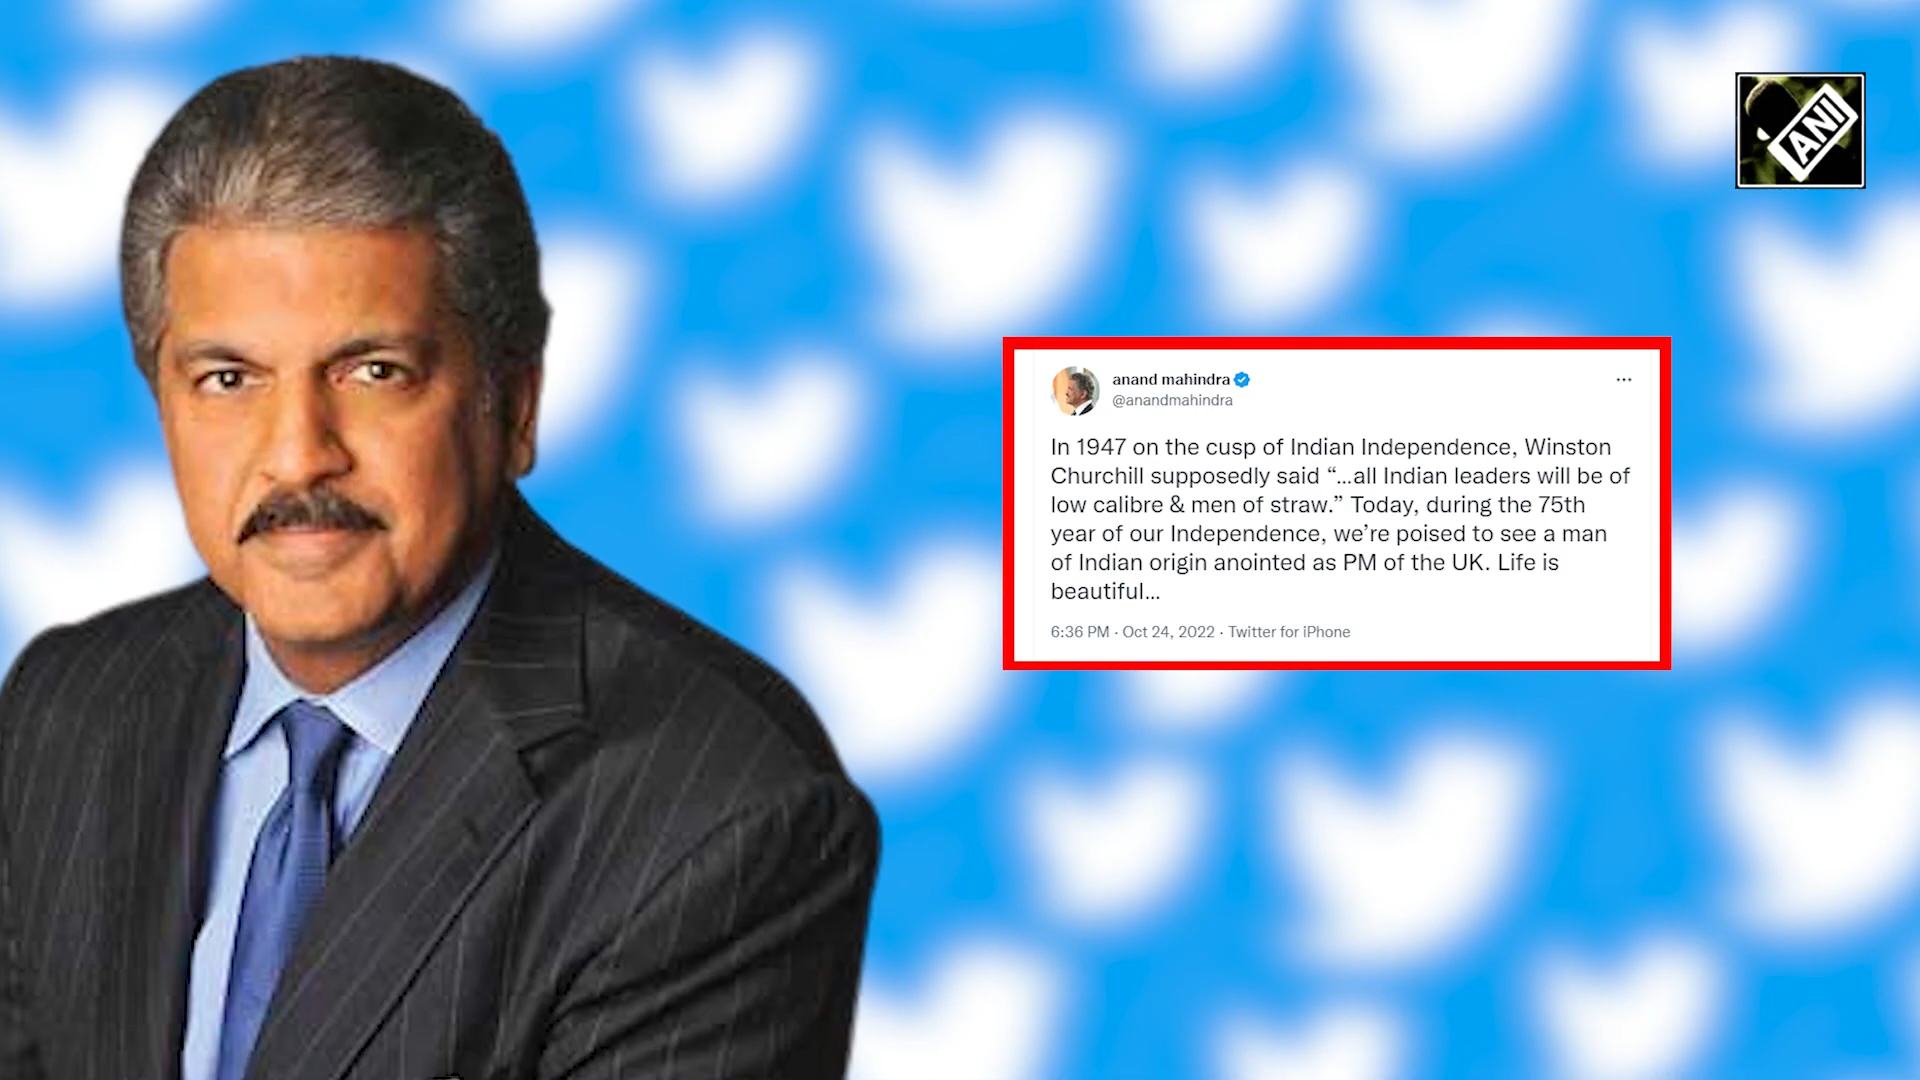 ANI
anand mahindra
@anandmahindra
In 1947 on the cusp of Indian Independence, Winston
Churchill supposedly said “...all Indian leaders will be of
low calibre & men of straw.” Today, during the 75th
year of our Independence, we’re poised to see a man
of Indian origin anointed as PM of the UK. Life is
beautiful...
6:36 PM · Oct 24, 2022 · Twitter for iPhone